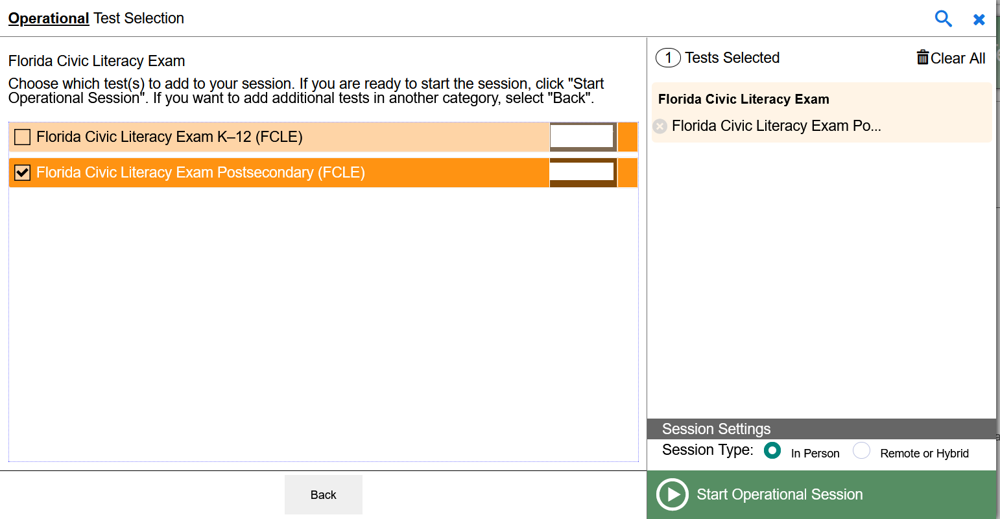 Operational Test Selection
Florida Civic Literacy Exam
Choose which test(s) to add to your session. If you are ready to start the session, click "Start
Operational Session". If you want to add additional tests in another category, select "Back".
Florida Civic Literacy Exam K–12 (FCLE)
Florida Civic Literacy Exam Postsecondary (FCLE)
Back
1 Tests Selected
Clear All
Florida Civic Literacy Exam
Florida Civic Literacy Exam Po...
Session Settings
Session Type: In Person Remote or Hybrid
Start Operational Session